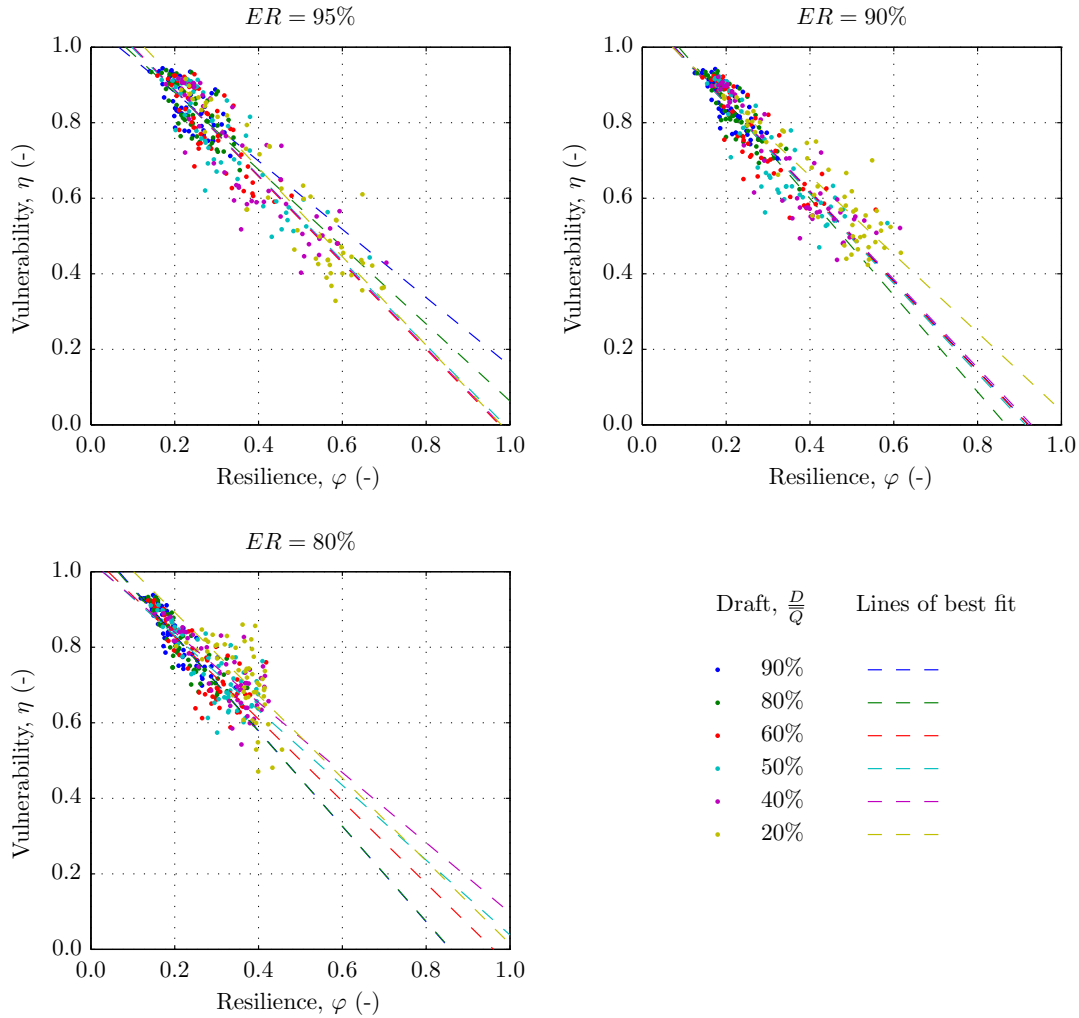 ER = 95%
1.0
0.8
0.6
0.4
0.2
0.0
Vulnerability, η (-)
0.0 0.2 0.4 0.6 0.8 1.0
Resilience, φ (-)
ER = 90%
1.0
0.8
0.6
0.4
0.2
0.0
Vulnerability, η (-)
0.0 0.2 0.4 0.6 0.8 1.0
Resilience, φ (-)
ER = 80%
1.0
0.8
0.6
0.4
0.2
0.0
Vulnerability, η (-)
0.0 0.2 0.4 0.6 0.8 1.0
Resilience, φ (-)
Draft, D/Q̅ Lines of best fit
90%
80%
60%
50%
40%
20%